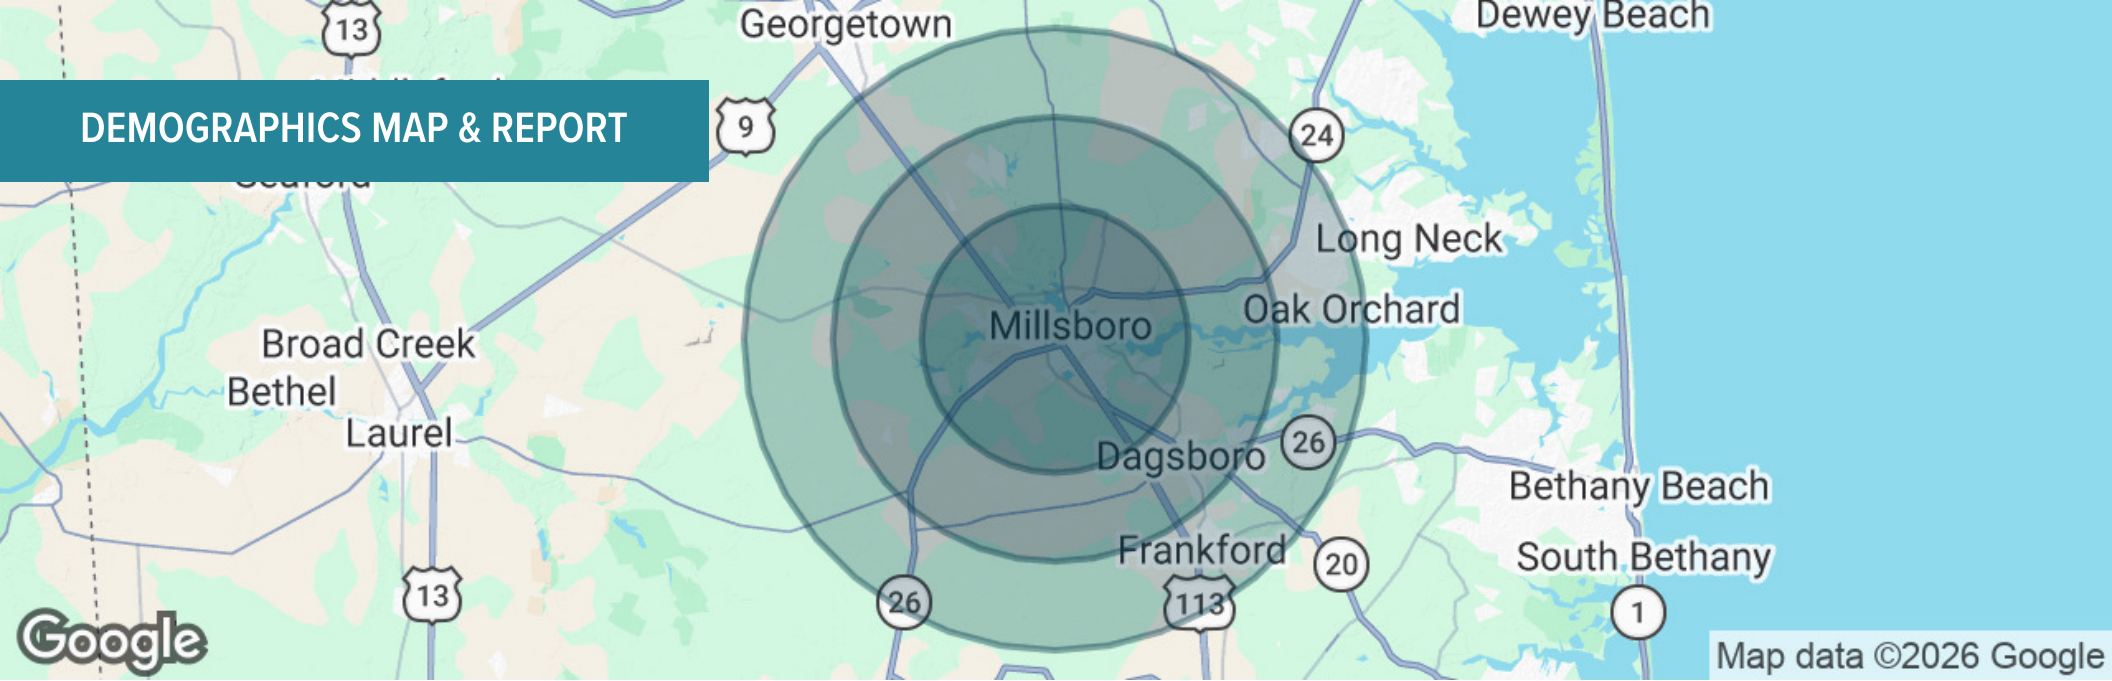 Dewey Beach
13
Georgetown
9
DEMOGRAPHICS MAP & REPORT
24
Seaford
Long Neck
Oak Orchard
Millsboro
Broad Creek
Bethel
Laurel
26
Dagsboro
Bethany Beach
Frankford
South Bethany
20
13
26
113
1
Google
Map data ©2026 Google